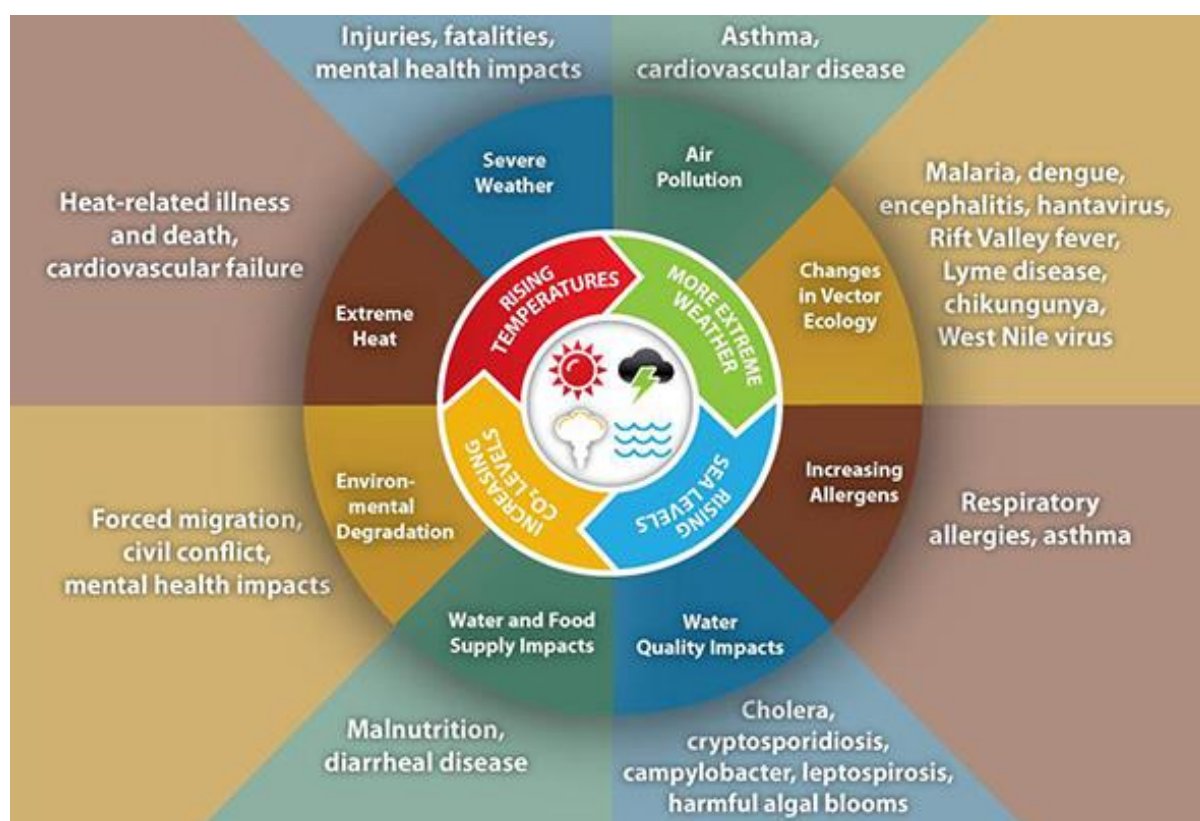 Injuries, fatalities,
mental health impacts
Asthma,
cardiovascular disease
Severe
Weather
Air
Pollution
Heat-related illness
and death,
cardiovascular failure
Malaria, dengue,
encephalitis, hantavirus,
Rift Valley fever,
Lyme disease,
chikungunya,
West Nile virus
Extreme
Heat
RISING
TEMPERATURES
MORE EXTREME
WEATHER
Changes
in Vector
Ecology
Environ-
mental
Degradation
INCREASING
CO₂ LEVELS
RISING
SEA LEVELS
Increasing
Allergens
Forced migration,
civil conflict,
mental health impacts
Respiratory
allergies, asthma
Water and Food
Supply Impacts
Water
Quality Impacts
Malnutrition,
diarrheal disease
Cholera,
cryptosporidiosis,
campylobacter, leptospirosis,
harmful algal blooms